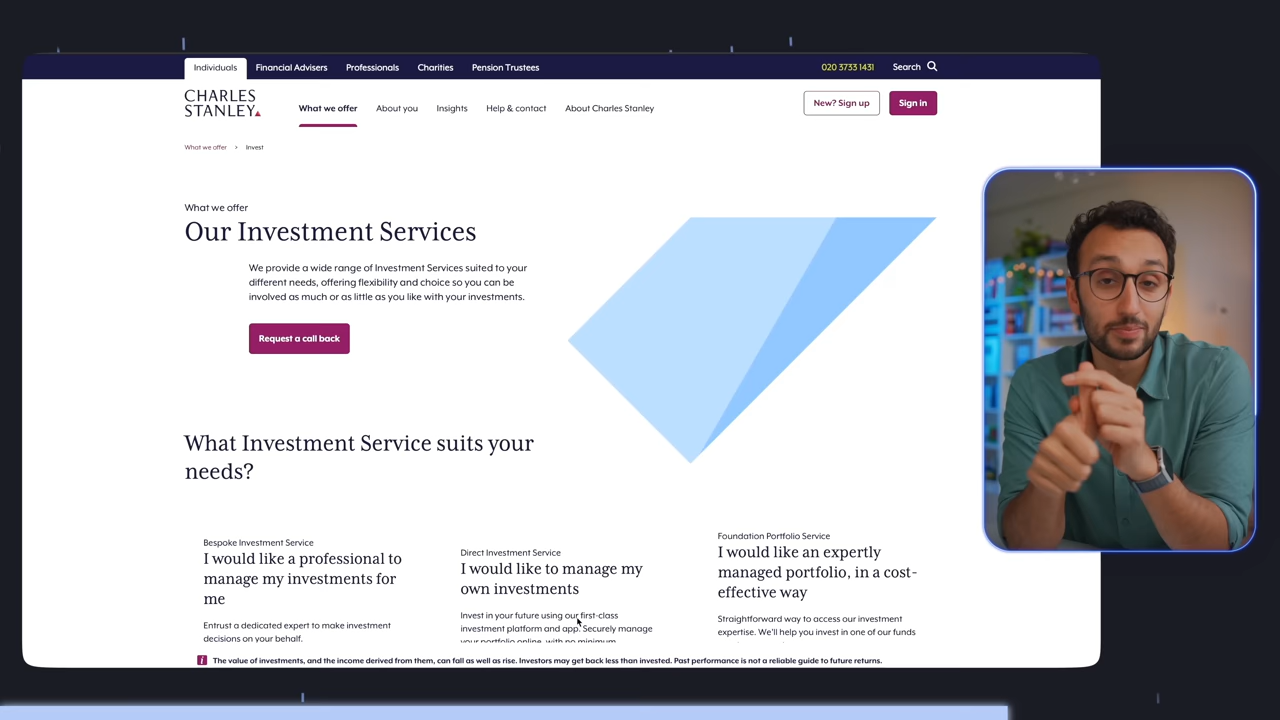 Individuals
Financial Advisers
Professionals
Charities
Pension Trustees
020 3733 1431
Search
CHARLES
STANLEY
What we offer
About you
Insights
Help & contact
About Charles Stanley
New? Sign up
Sign in
What we offer > Invest
What we offer
Our Investment Services
We provide a wide range of Investment Services suited to your
different needs, offering flexibility and choice so you can be
involved as much or as little as you like with your investments.
Request a call back
What Investment Service suits your
needs?
Bespoke Investment Service
I would like a professional to
manage my investments for
me
Entrust a dedicated expert to make investment
decisions on your behalf.
Direct Investment Service
I would like to manage my
own investments
Invest in your future using our first-class
investment platform and app. Securely manage
your portfolio online, with no minimum
Foundation Portfolio Service
I would like an expertly
managed portfolio, in a cost-
effective way
Straightforward way to access our investment
expertise. We'll help you invest in one of our funds
The value of investments, and the income derived from them, can fall as well as rise. Investors may get back less than invested. Past performance is not a reliable guide to future returns.